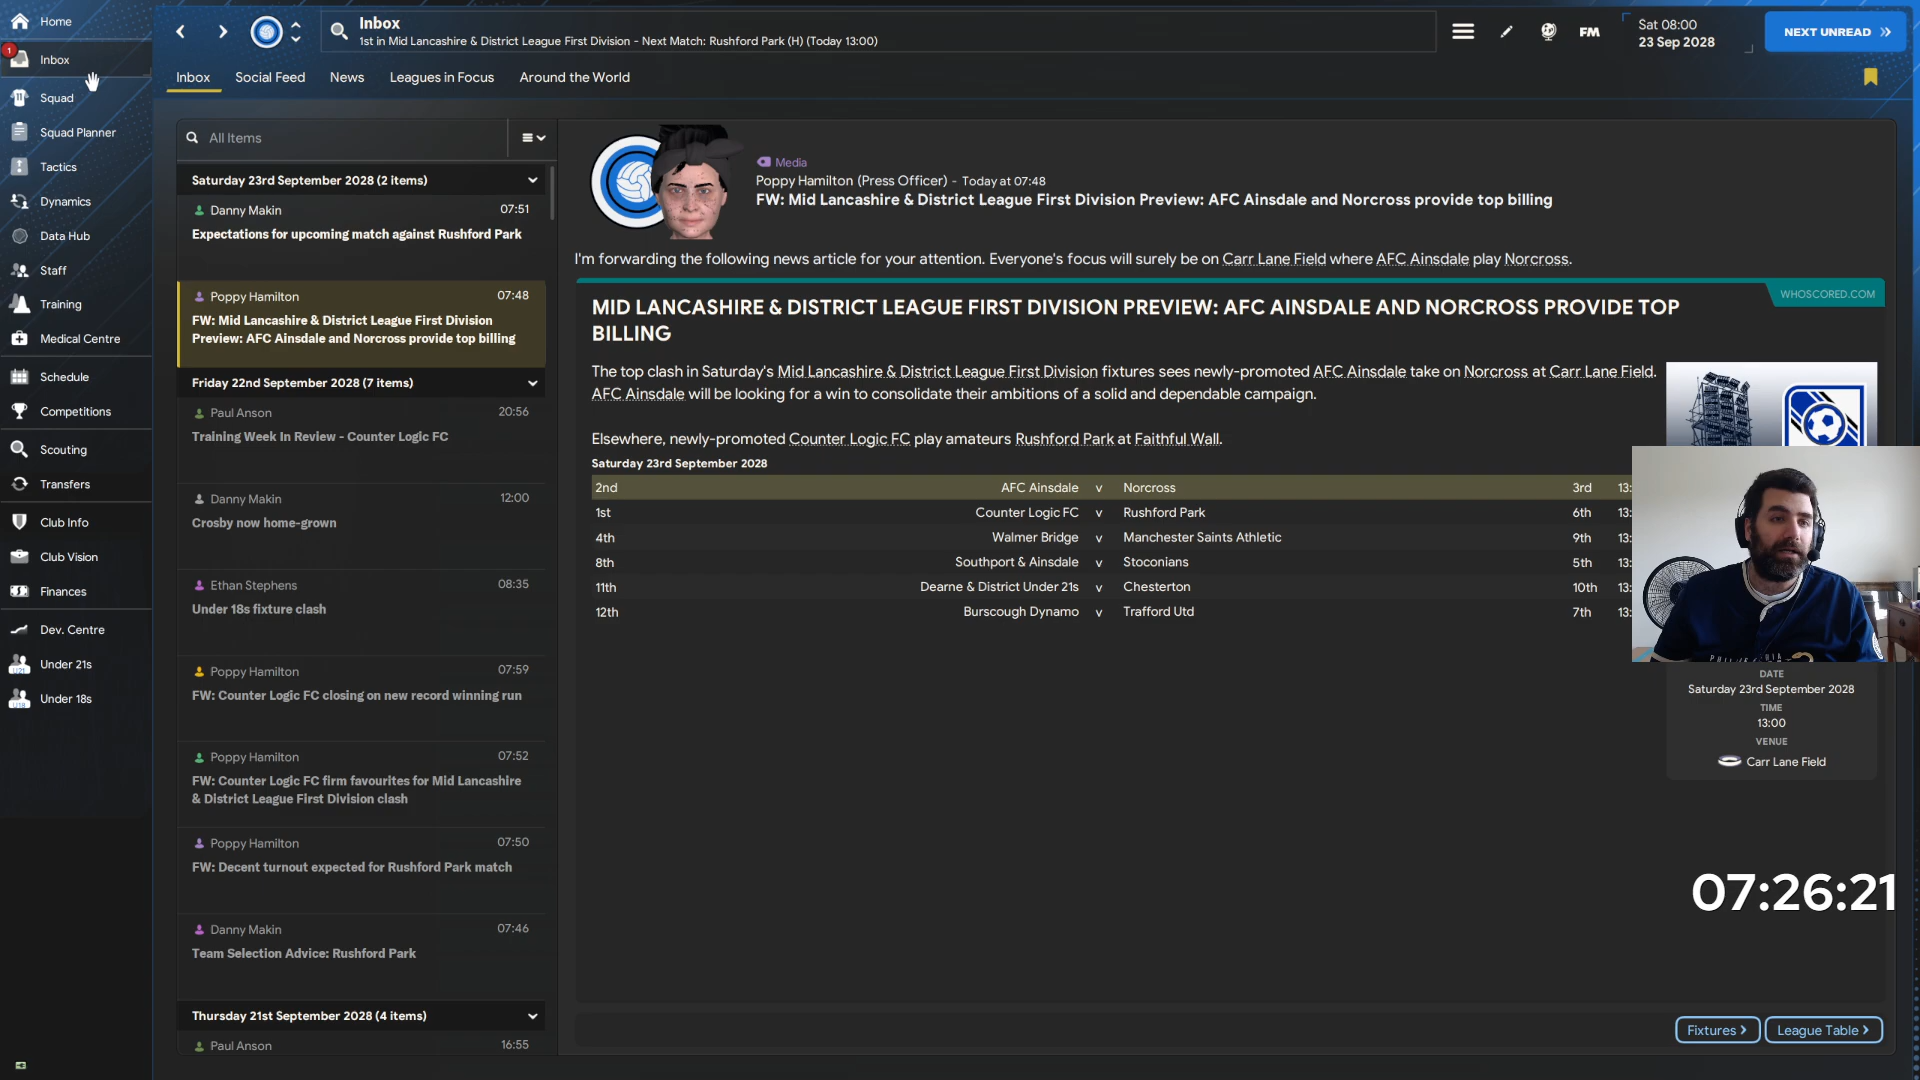 Home
1
Inbox
Squad
Squad Planner
Tactics
Dynamics
Data Hub
Staff
Training
Medical Centre
Schedule
Competitions
Scouting
Transfers
Club Info
Club Vision
Finances
Dev. Centre
Under 21s
Under 18s
Inbox
1st in Mid Lancashire & District League First Division - Next Match: Rushford Park (H) (Today 13:00)
FM
Sat 08:00
23 Sep 2028
NEXT UNREAD
Inbox
Social Feed
News
Leagues in Focus
Around the World
All Items
Saturday 23rd September 2028 (2 items)
Danny Makin 07:51
Expectations for upcoming match against Rushford Park
Poppy Hamilton 07:48
FW: Mid Lancashire & District League First Division
Preview: AFC Ainsdale and Norcross provide top billing
Friday 22nd September 2028 (7 items)
Paul Anson 20:56
Training Week In Review - Counter Logic FC
Danny Makin 12:00
Crosby now home-grown
Ethan Stephens 08:35
Under 18s fixture clash
Poppy Hamilton 07:59
FW: Counter Logic FC closing on new record winning run
Poppy Hamilton 07:52
FW: Counter Logic FC firm favourites for Mid Lancashire
& District League First Division clash
Poppy Hamilton 07:50
FW: Decent turnout expected for Rushford Park match
Danny Makin 07:46
Team Selection Advice: Rushford Park
Thursday 21st September 2028 (4 items)
Paul Anson 16:55
Media
Poppy Hamilton (Press Officer) - Today at 07:48
FW: Mid Lancashire & District League First Division Preview: AFC Ainsdale and Norcross provide top billing
I'm forwarding the following news article for your attention. Everyone's focus will surely be on Carr Lane Field where AFC Ainsdale play Norcross.
WHOSCORED.COM
MID LANCASHIRE & DISTRICT LEAGUE FIRST DIVISION PREVIEW: AFC AINSDALE AND NORCROSS PROVIDE TOP
BILLING
The top clash in Saturday's Mid Lancashire & District League First Division fixtures sees newly-promoted AFC Ainsdale take on Norcross at Carr Lane Field.
AFC Ainsdale will be looking for a win to consolidate their ambitions of a solid and dependable campaign.
Elsewhere, newly-promoted Counter Logic FC play amateurs Rushford Park at Faithful Wall.
Saturday 23rd September 2028
2nd AFC Ainsdale v Norcross 3rd 13:
1st Counter Logic FC v Rushford Park 6th 13:
4th Walmer Bridge v Manchester Saints Athletic 9th 13:
8th Southport & Ainsdale v Stoconians 5th 13:
11th Dearne & District Under 21s v Chesterton 10th 13:
12th Burscough Dynamo v Trafford Utd 7th 13:
DATE
Saturday 23rd September 2028
TIME
13:00
VENUE
Carr Lane Field
07:26:21
Fixtures
League Table